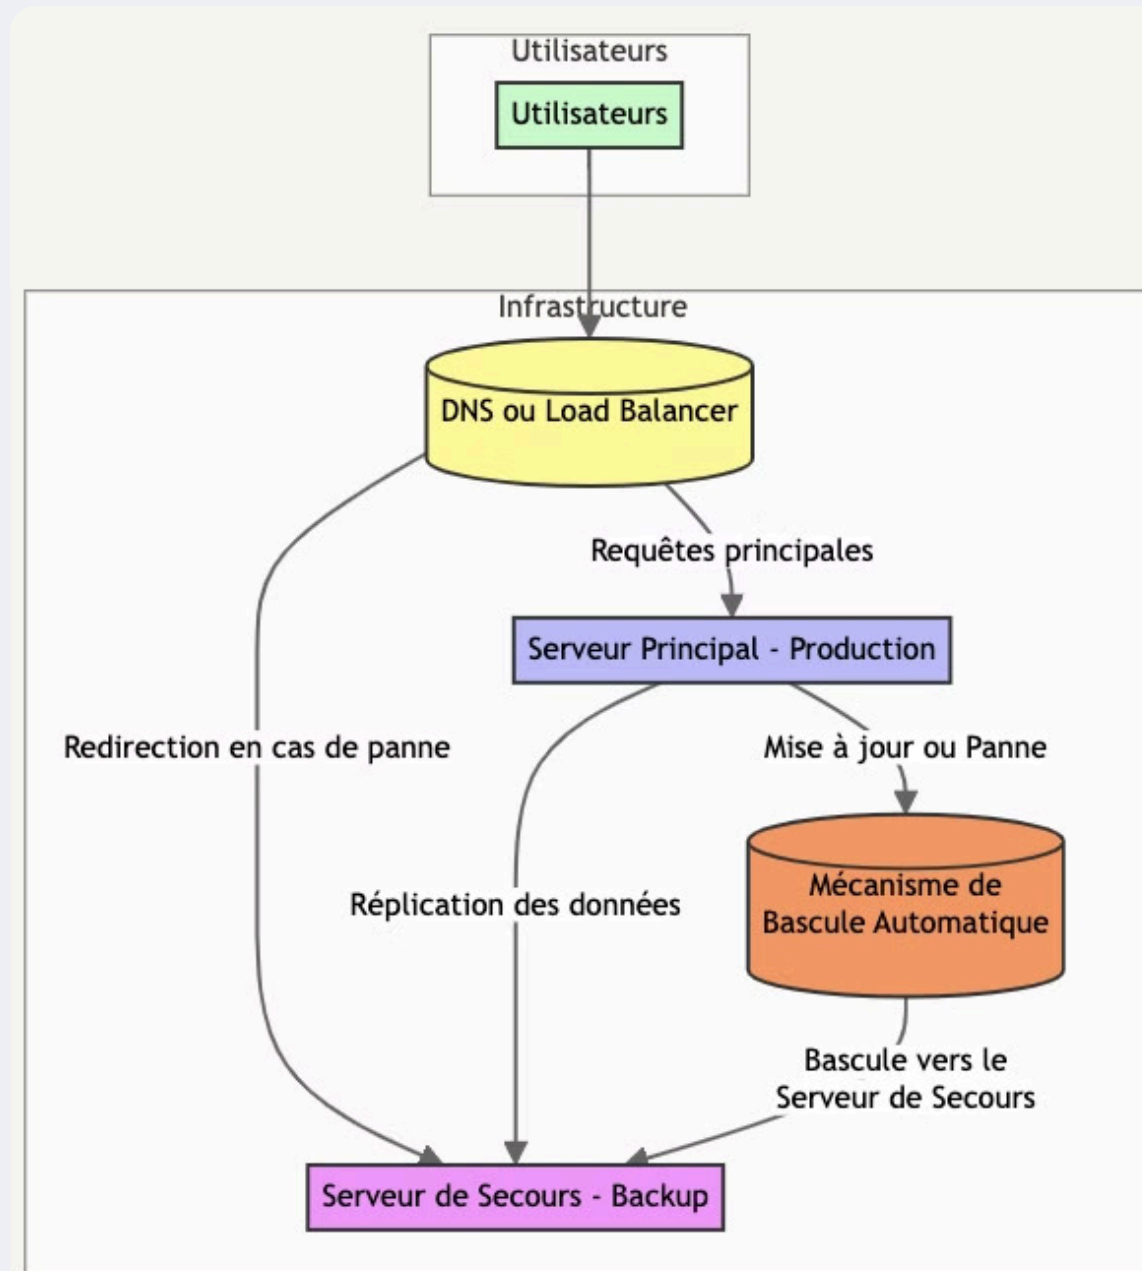 Utilisateurs
Utilisateurs
Infrastructure
DNS ou Load Balancer
Requêtes principales
Serveur Principal - Production
Redirection en cas de panne
Mise à jour ou Panne
Réplication des données
Mécanisme de
Bascule Automatique
Bascule vers le
Serveur de Secours
Serveur de Secours - Backup